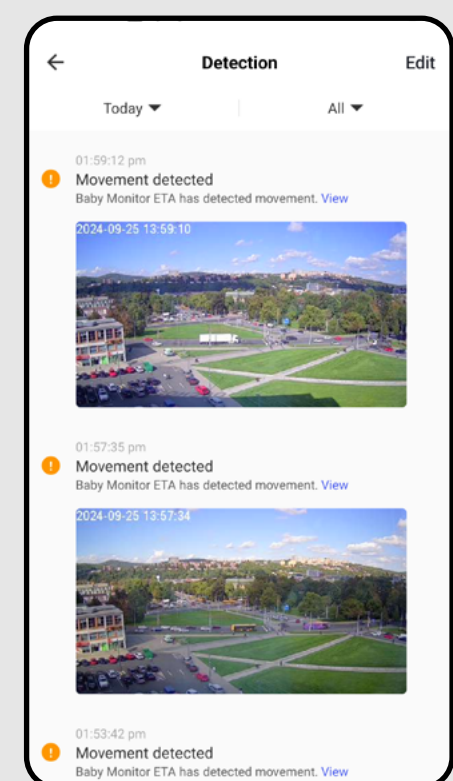 Detection
Edit
Today
All
01:59:12 pm
Movement detected
Baby Monitor ETA has detected movement. View
2024-09-25 13:59:10
01:57:35 pm
Movement detected
Baby Monitor ETA has detected movement. View
2024-09-25 13:57:34
01:53:42 pm
Movement detected
Baby Monitor ETA has detected movement. View